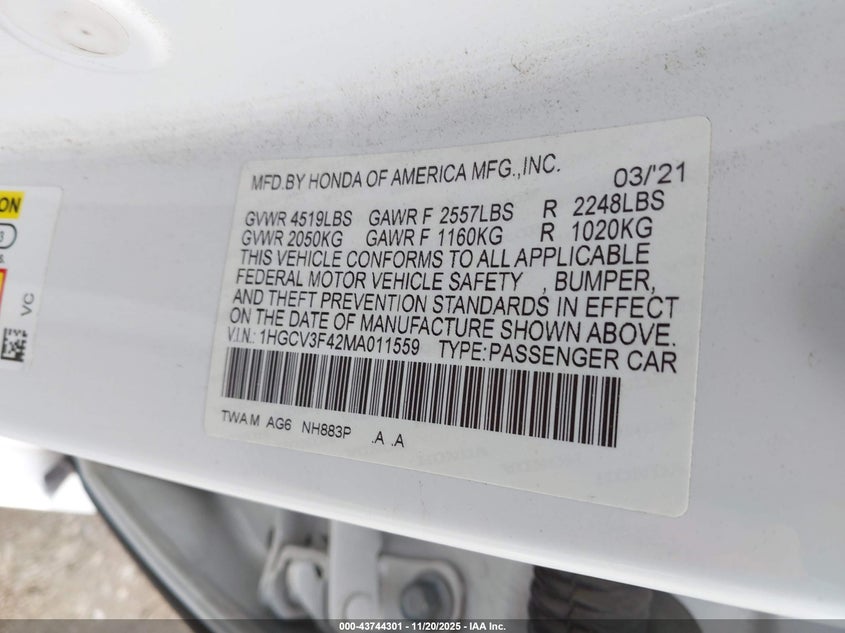 MFD.BY HONDA OF AMERICA MFG.,INC. 03/'21
GVWR 4519LBS GAWR F 2557LBS R 2248LBS
GVWR 2050KG GAWR F 1160KG R 1020KG
THIS VEHICLE CONFORMS TO ALL APPLICABLE
FEDERAL MOTOR VEHICLE SAFETY , BUMPER,
AND THEFT PREVENTION STANDARDS IN EFFECT
ON THE DATE OF MANUFACTURE SHOWN ABOVE.
V.I.N.: 1HGCV3F42MA011559 TYPE:PASSENGER CAR
TWAM AG6 NH883P .A .A
ION
3
&
VC
000-43744301 - 11/20/2025 - IAA Inc.